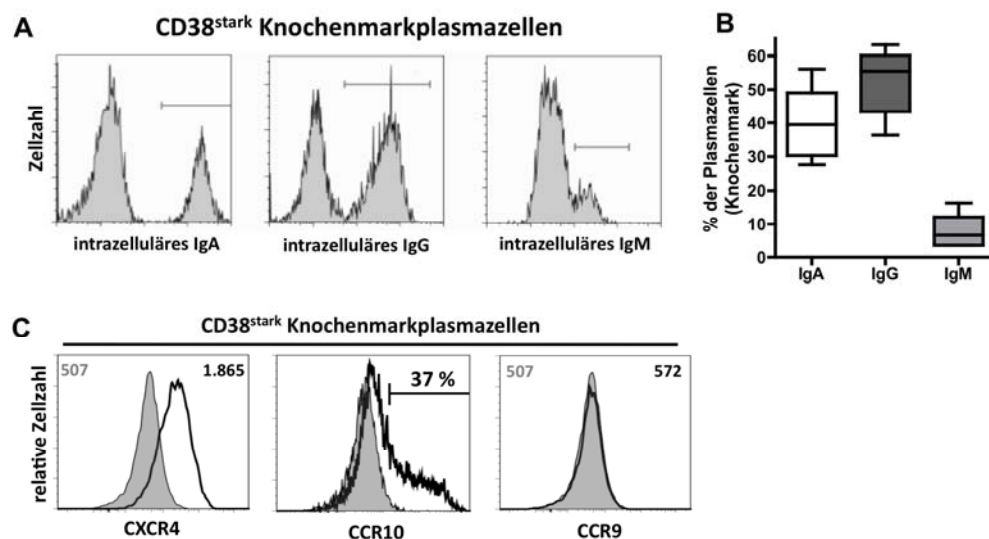 A
CD38stark Knochenmarkplasmazellen
Zellzahl
intrazelluläres IgA
intrazelluläres IgG
intrazelluläres IgM
B
% der Plasmazellen
(Knochenmark)
60
50
40
30
20
10
0
IgA
IgG
IgM
C
CD38stark Knochenmarkplasmazellen
relative Zellzahl
507
1.865
CXCR4
37 %
CCR10
507
572
CCR9